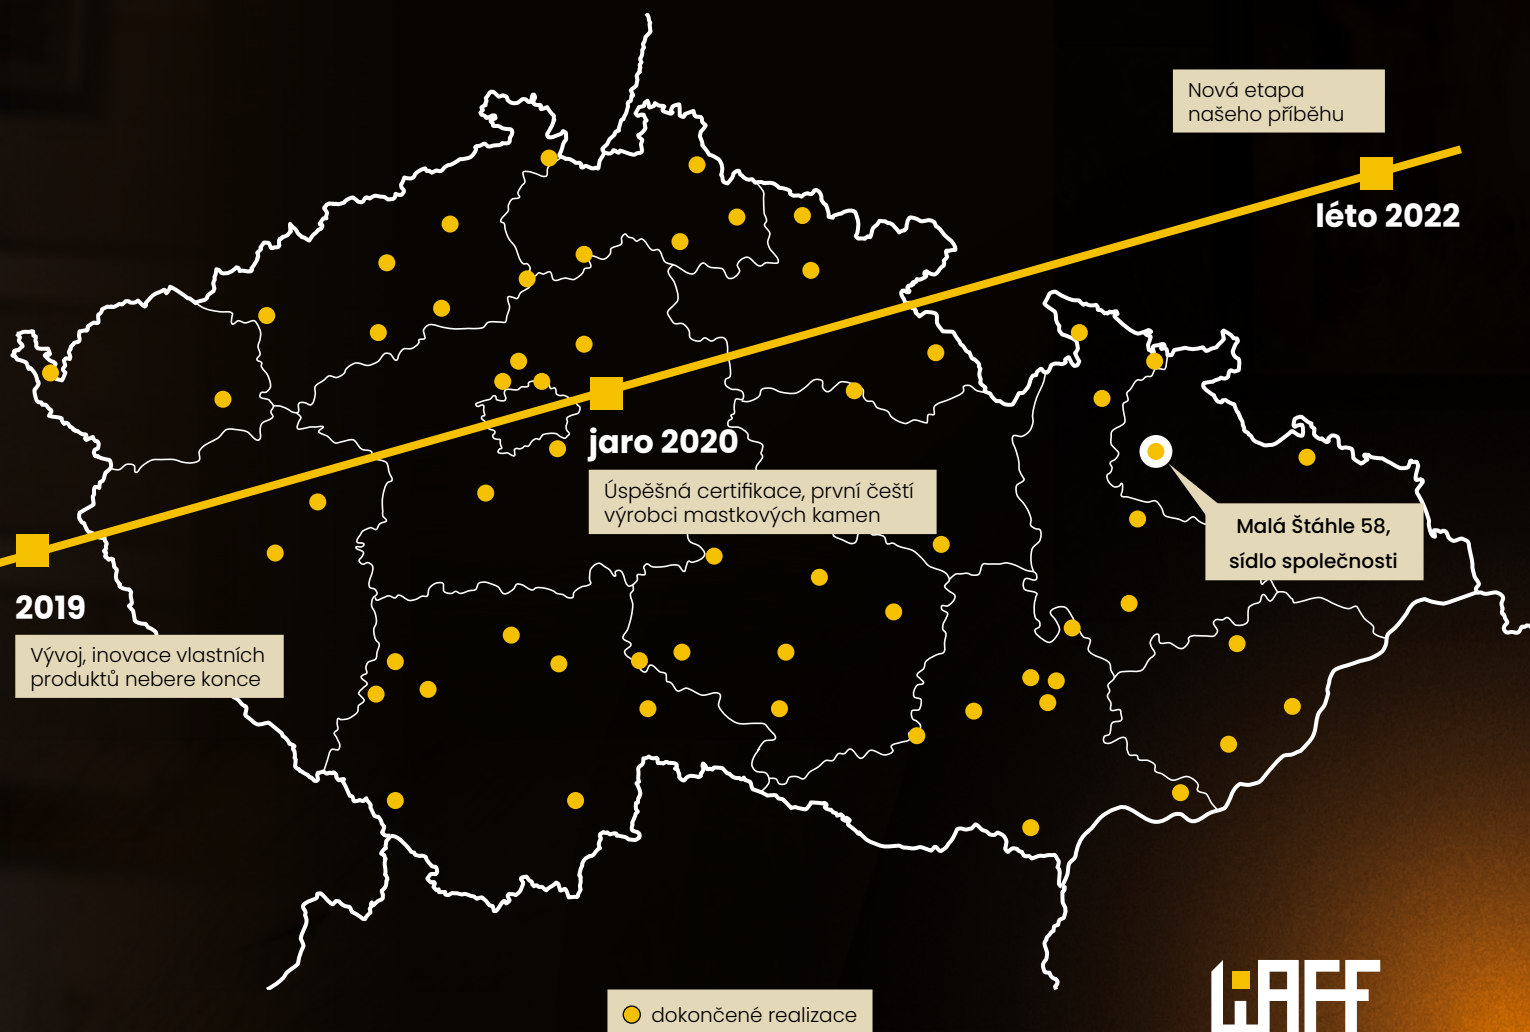 Nová etapa
našeho příběhu
léto 2022
jaro 2020
Úspěšná certifikace, první čeští
výrobci mastkových kamen
Malá Štáhle 58,
sídlo společnosti
2019
Vývoj, inovace vlastních
produktů nebere konce
dokončené realizace
WAFF